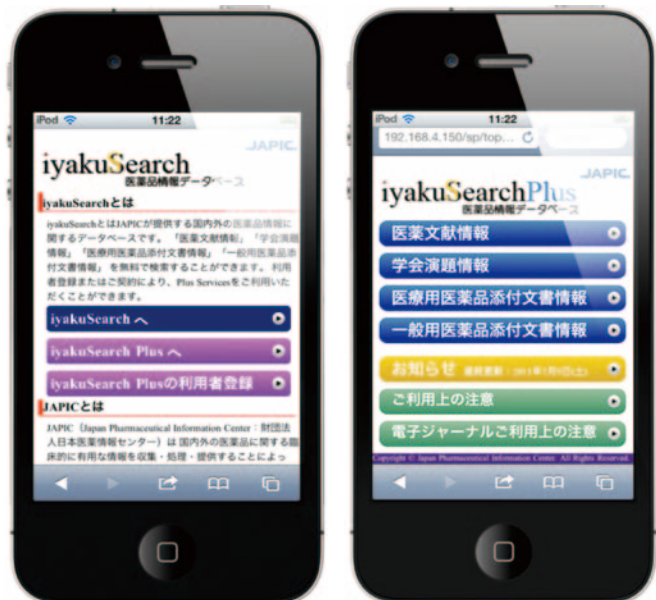 iPod 11:22
JAPIC
iyakuSearch
医薬品情報データベース
iyakuSearchとは
iyakuSearchとはJAPICが提供する国内外の医薬品情報に
関するデータベースです。「医薬文献情報」「学会演題
情報」「医療用医薬品添付文書情報」「一般用医薬品添
付文書情報」を無料で検索することができます。 利用
者登録またはご契約により、Plus Servicesをご利用いた
だくことができます。
iyakuSearch へ
iyakuSearch Plus へ
iyakuSearch Plusの利用者登録
JAPICとは
JAPIC（Japan Pharmaceutical Information Center：財団法
人日本医薬情報センター）は 国内外の医薬品に関する臨
床的に有用な情報を収集・処理・提供することによっ
iPod 11:22
192.168.4.150/sp/top...
JAPIC
iyakuSearchPlus
医薬品情報データベース
医薬文献情報
学会演題情報
医療用医薬品添付文書情報
一般用医薬品添付文書情報
お知らせ
ご利用上の注意
電子ジャーナルご利用上の注意
Copyright © Japan Pharmaceutical Information Center. All Rights Reserved.